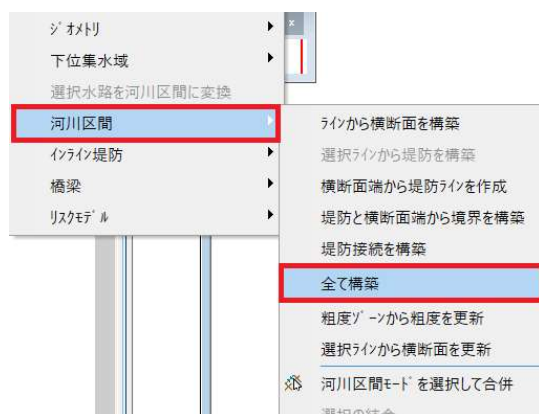 ｼﾞｵﾒﾄﾘ
下位集水域
選択水路を河川区間に変換
河川区間
ｲﾝﾗｲﾝ堤防
橋梁
ﾘｽｸﾓﾃﾞﾙ
ﾗｲﾝから横断面を構築
選択ﾗｲﾝから堤防を構築
横断面端から堤防ﾗｲﾝを作成
堤防と横断面端から境界を構築
堤防接続を構築
全て構築
粗度ｿﾞｰﾝから粗度を更新
選択ﾗｲﾝから横断面を更新
河川区間ﾓｰﾄﾞを選択して合併
選択の結合